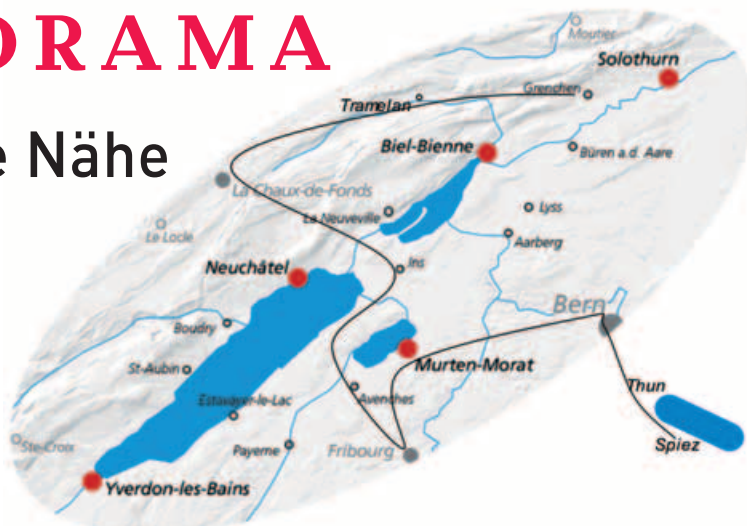 ORAMA
e Nähe
Moutier
Solothurn
Grenchen
Tramelan
Biel-Bienne
Büren a.d. Aare
La Chaux-de-Fonds
La Neuveville
Lyss
Le Locle
Aarberg
Neuchâtel
Ins
Bern
Boudry
St-Aubin
Murten-Morat
Thun
Estavayer-le-Lac
Avenches
Ste-Croix
Payerne
Fribourg
Spiez
Yverdon-les-Bains